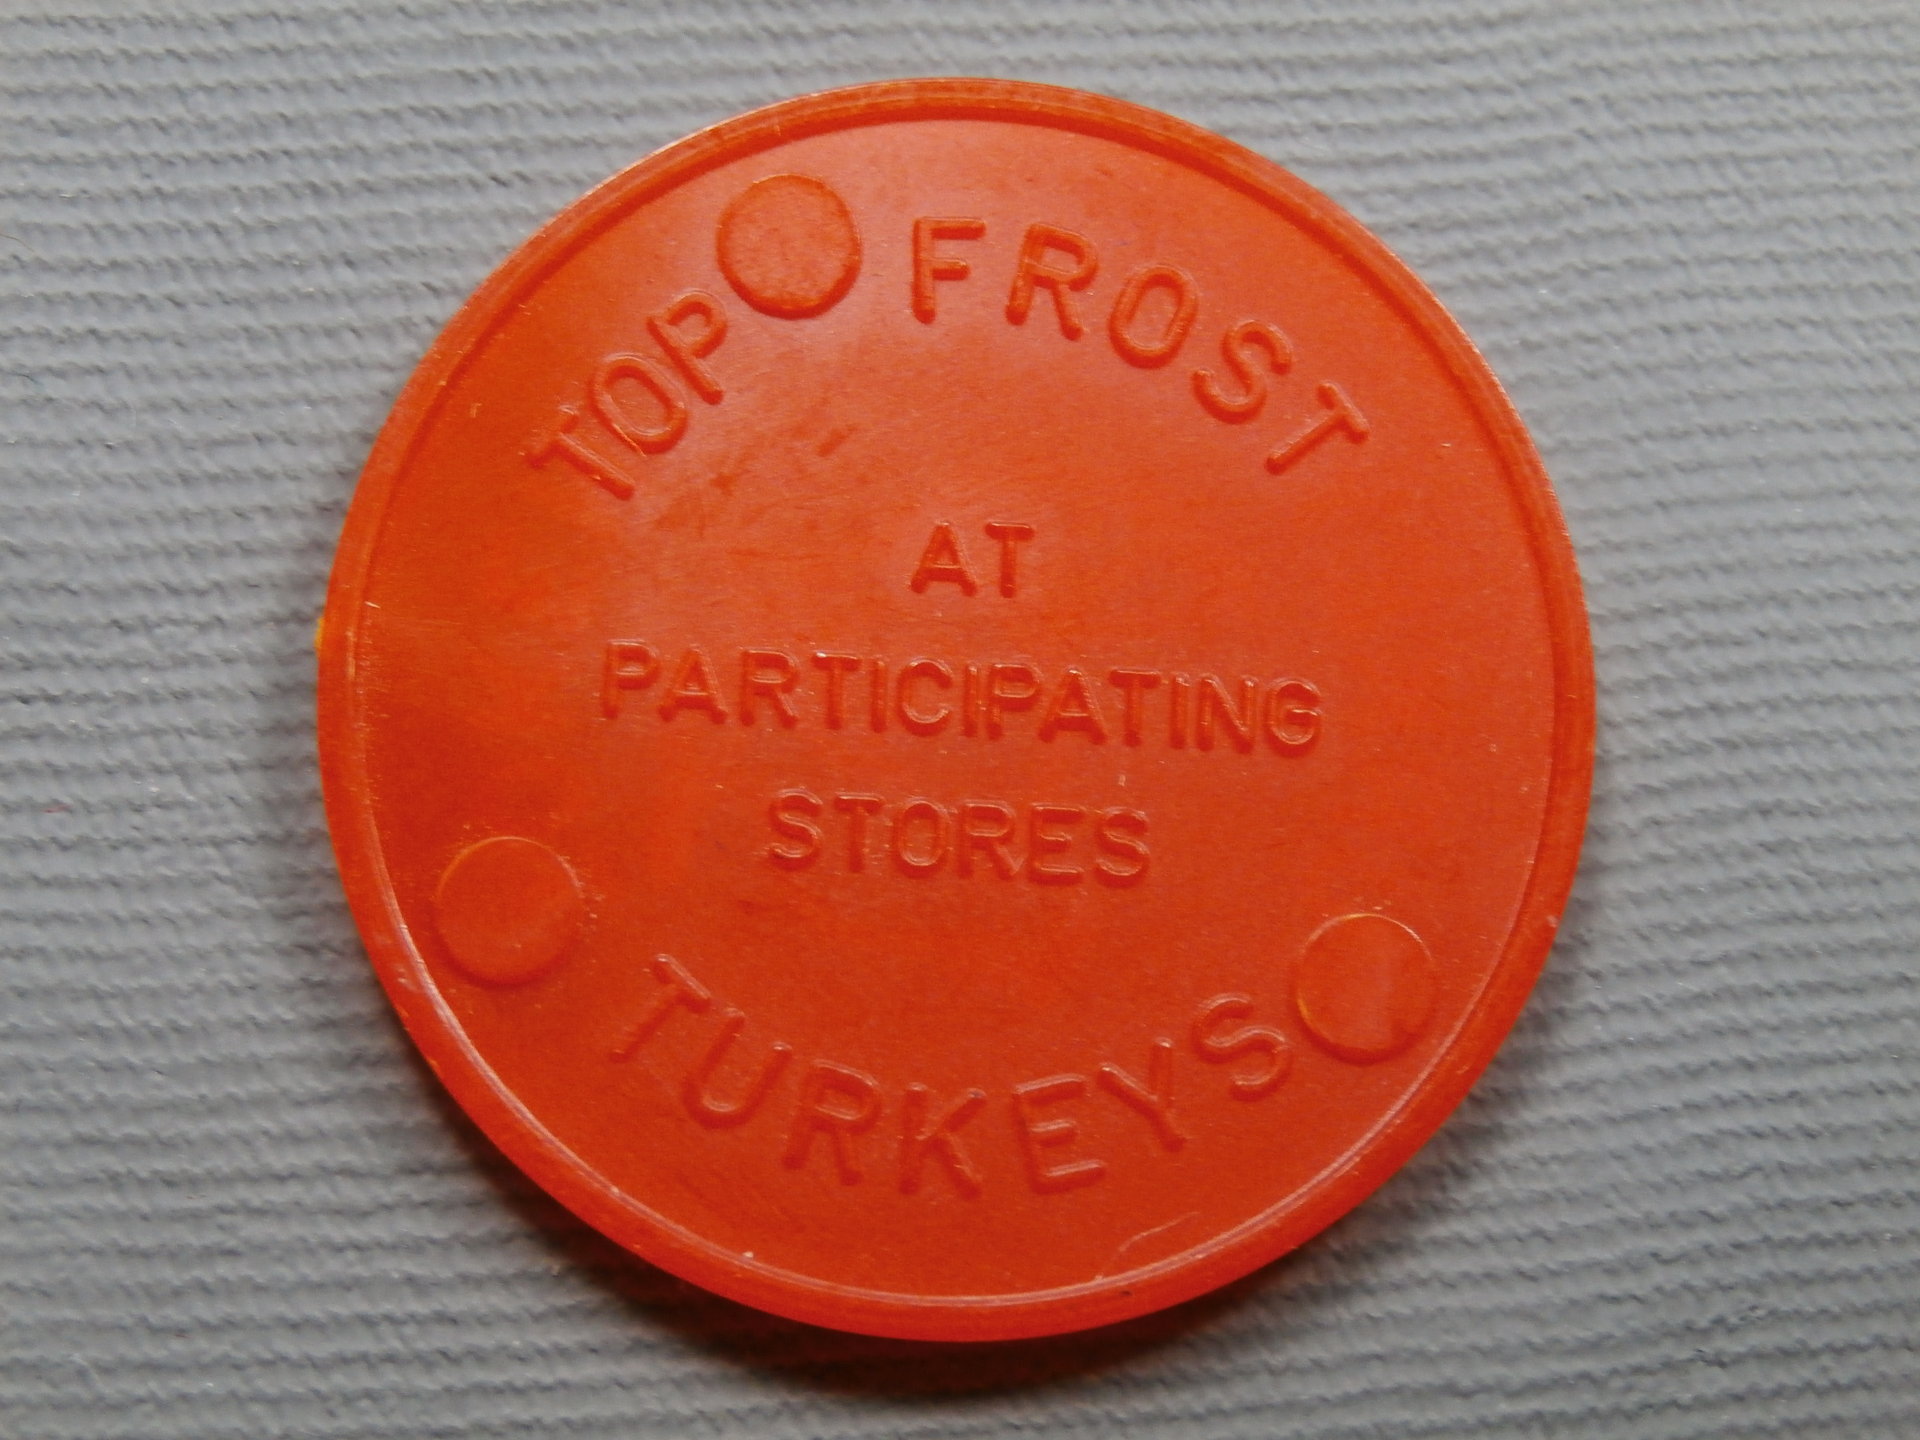 TOP FROST
AT
PARTICIPATING
STORES
TURKEYS